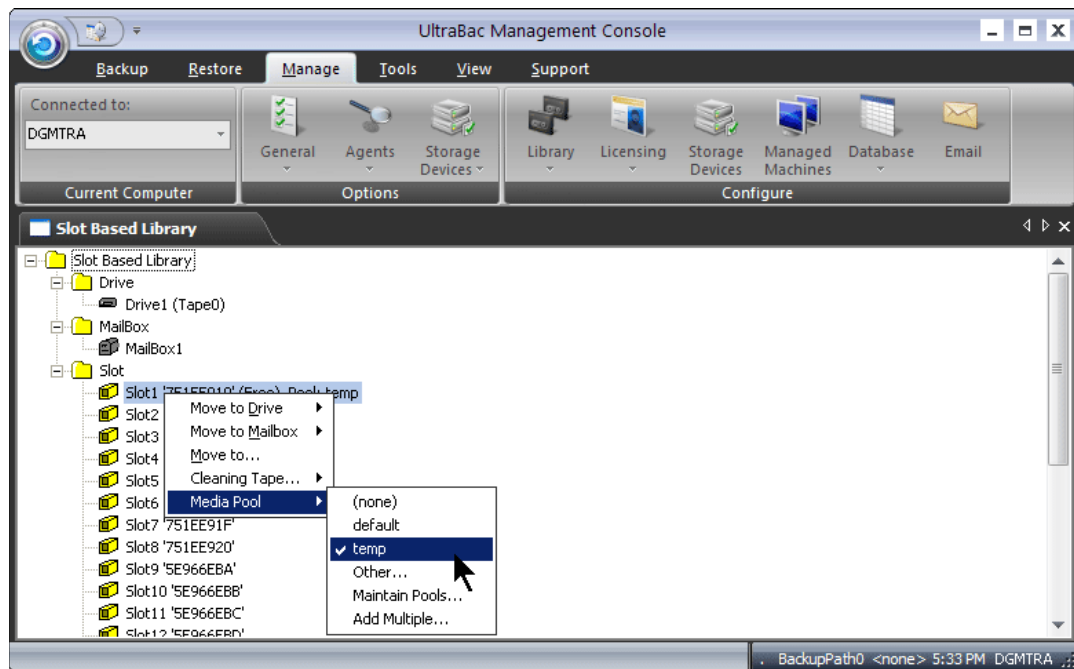 UltraBac Management Console
Backup Restore Manage Tools View Support
Connected to:
DGMTRA
General Agents Storage Devices
Library Licensing Storage Devices Managed Machines Database Email
Current Computer Options Configure
Slot Based Library
Slot Based Library
Drive
Drive1 (Tape0)
MailBox
MailBox1
Slot
Slot1 '751EE919' (Free) Pool: temp
Slot2
Slot3
Slot4
Slot5
Slot6
Slot7 '751EE91F'
Slot8 '751EE920'
Slot9 '5E966EBA'
Slot10 '5E966EBB'
Slot11 '5E966EBC'
Slot12 '5E966EBD'
Move to Drive
Move to Mailbox
Move to...
Cleaning Tape...
Media Pool
(none)
default
temp
Other...
Maintain Pools...
Add Multiple...
. BackupPath0 <none> 5:33 PM DGMTRA